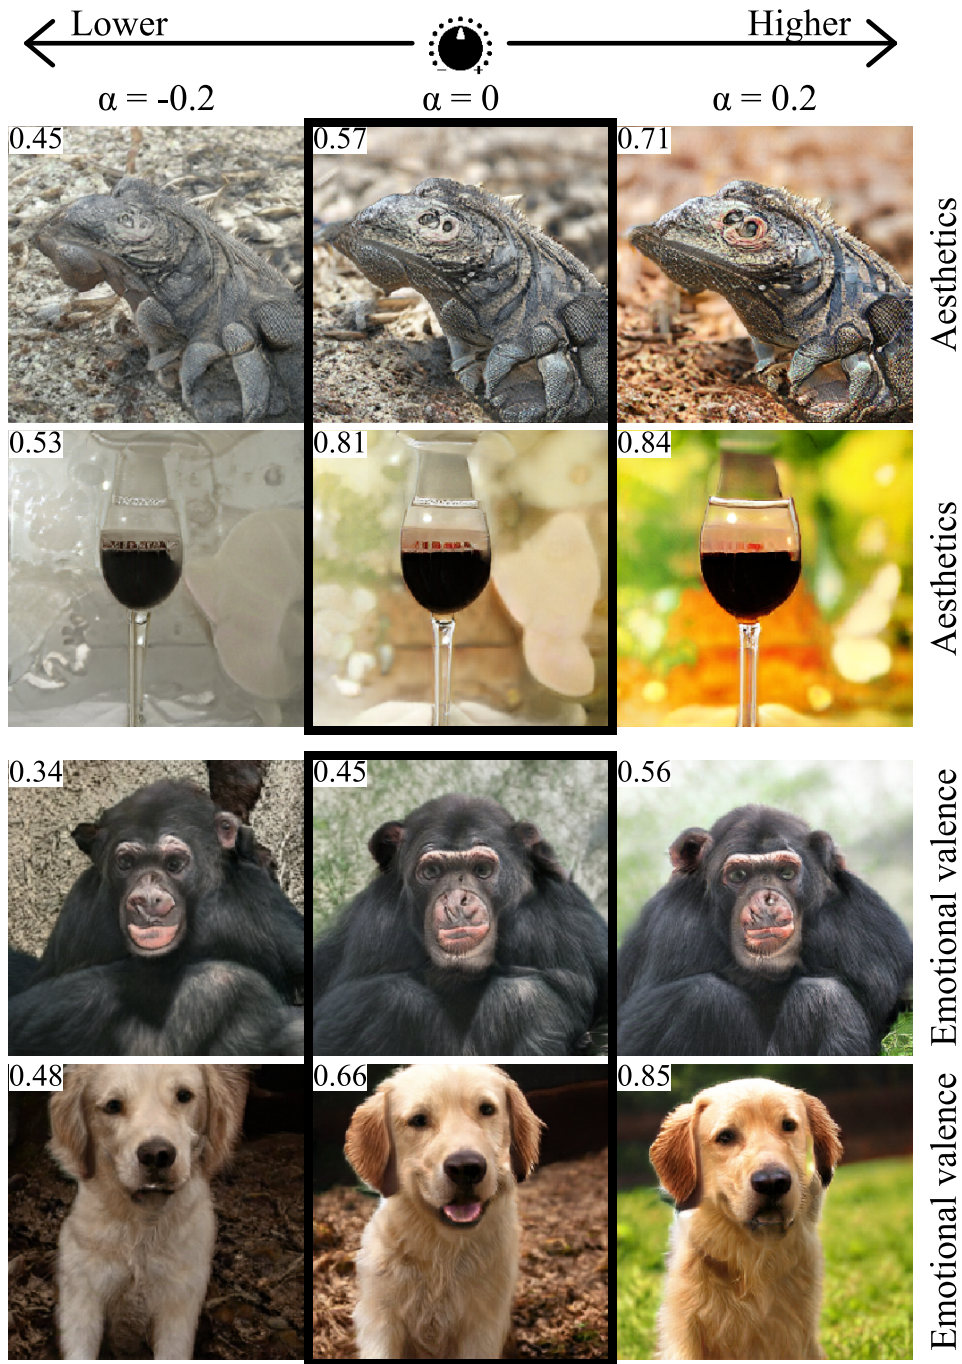 Lower
Higher
α = -0.2
α = 0
α = 0.2
0.45
0.57
0.71
Aesthetics
0.53
0.81
0.84
Aesthetics
0.34
0.45
0.56
Emotional valence
0.48
0.66
0.85
Emotional valence